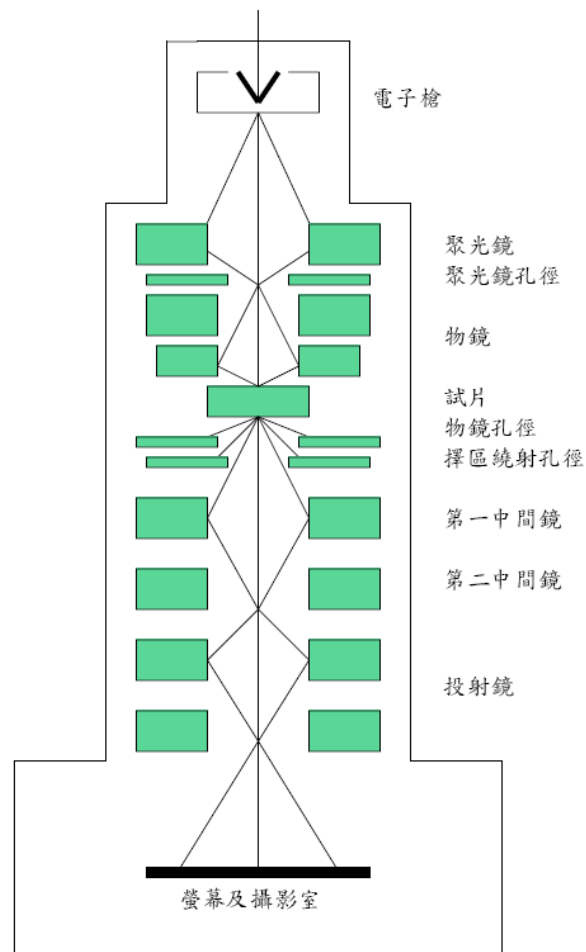 電子槍
聚光鏡
聚光鏡孔徑
物鏡
試片
物鏡孔徑
擇區繞射孔徑
第一中間鏡
第二中間鏡
投射鏡
螢幕及攝影室